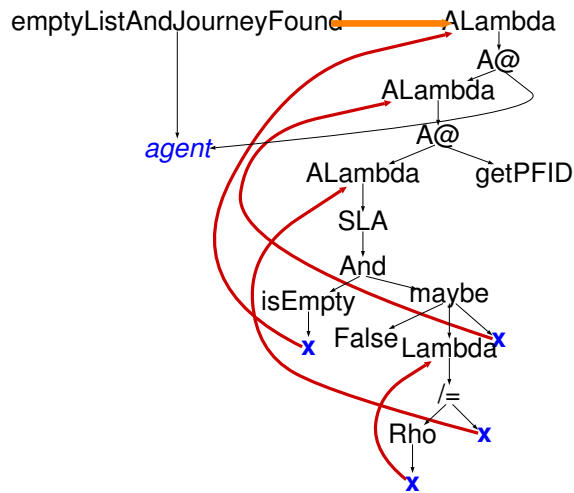 emptyListAndJourneyFound ALambda
A@
ALambda
A@
agent
ALambda getPFID
SLA
And
isEmpty maybe
x False x
Lambda
/=
Rho x
x